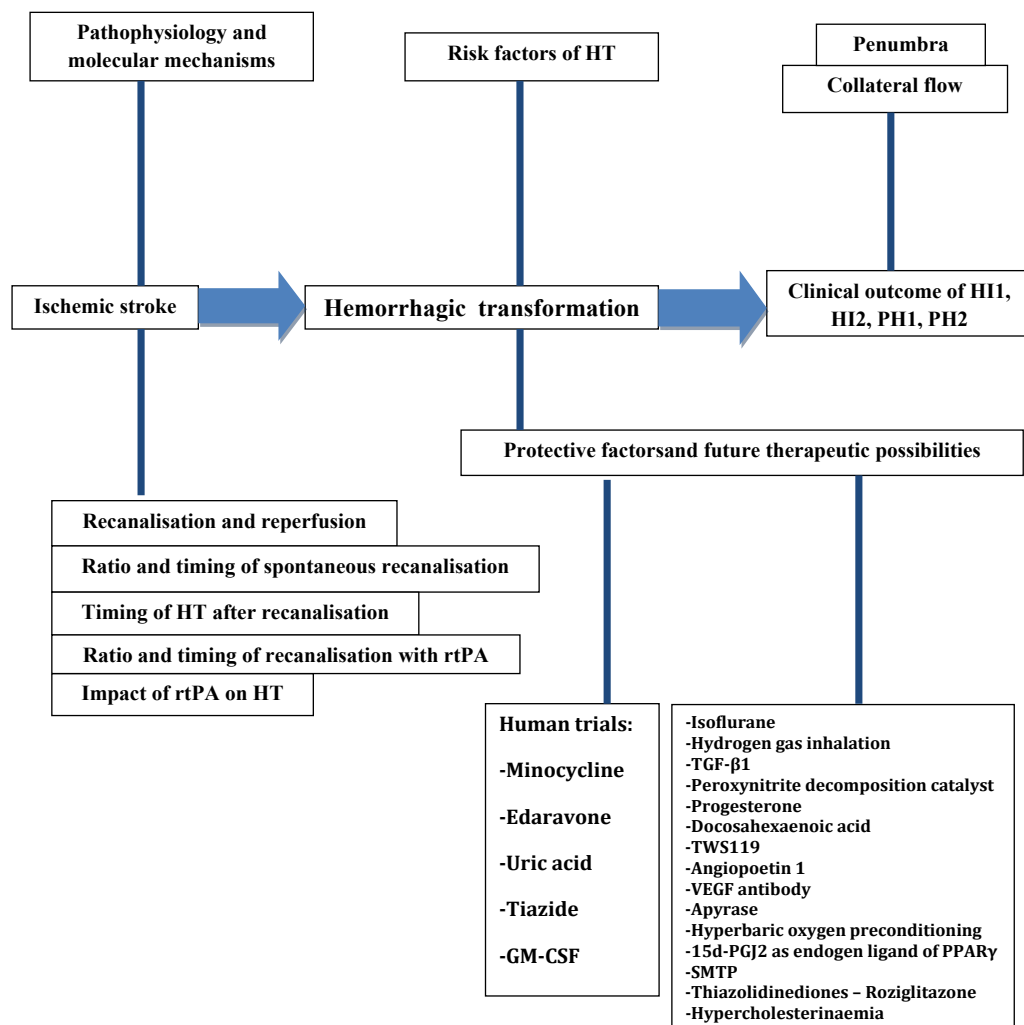 Pathophysiology and
molecular mechanisms
Risk factors of HT
Penumbra
Collateral flow
Ischemic stroke
Hemorrhagic transformation
Clinical outcome of HI1,
HI2, PH1, PH2
Protective factorsand future therapeutic possibilities
Recanalisation and reperfusion
Ratio and timing of spontaneous recanalisation
Timing of HT after recanalisation
Ratio and timing of recanalisation with rtPA
Impact of rtPA on HT
Human trials:
-Minocycline
-Edaravone
-Uric acid
-Tiazide
-GM-CSF
-Isoflurane
-Hydrogen gas inhalation
-TGF-β1
-Peroxynitrite decomposition catalyst
-Progesterone
-Docosahexaenoic acid
-TWS119
-Angiopoetin 1
-VEGF antibody
-Apyrase
-Hyperbaric oxygen preconditioning
-15d-PGJ2 as endogen ligand of PPARγ
-SMTP
-Thiazolidinediones – Roziglitazone
-Hypercholesterinaemia